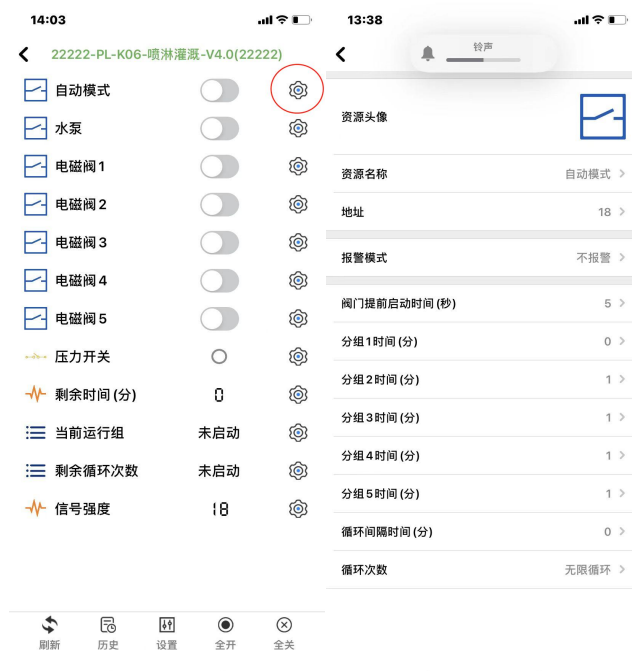 14:03
22222-PL-K06-喷淋灌溉-V4.0(22222)
自动模式
水泵
电磁阀1
电磁阀2
电磁阀3
电磁阀4
电磁阀5
压力开关
剩余时间(分) 0
当前运行组 未启动
剩余循环次数 未启动
信号强度 18
刷新 历史 设置 全开 全关
13:38
铃声
资源头像
资源名称 自动模式
地址 18
报警模式 不报警
阀门提前启动时间(秒) 5
分组1时间(分) 0
分组2时间(分) 1
分组3时间(分) 1
分组4时间(分) 1
分组5时间(分) 1
循环间隔时间(分) 0
循环次数 无限循环